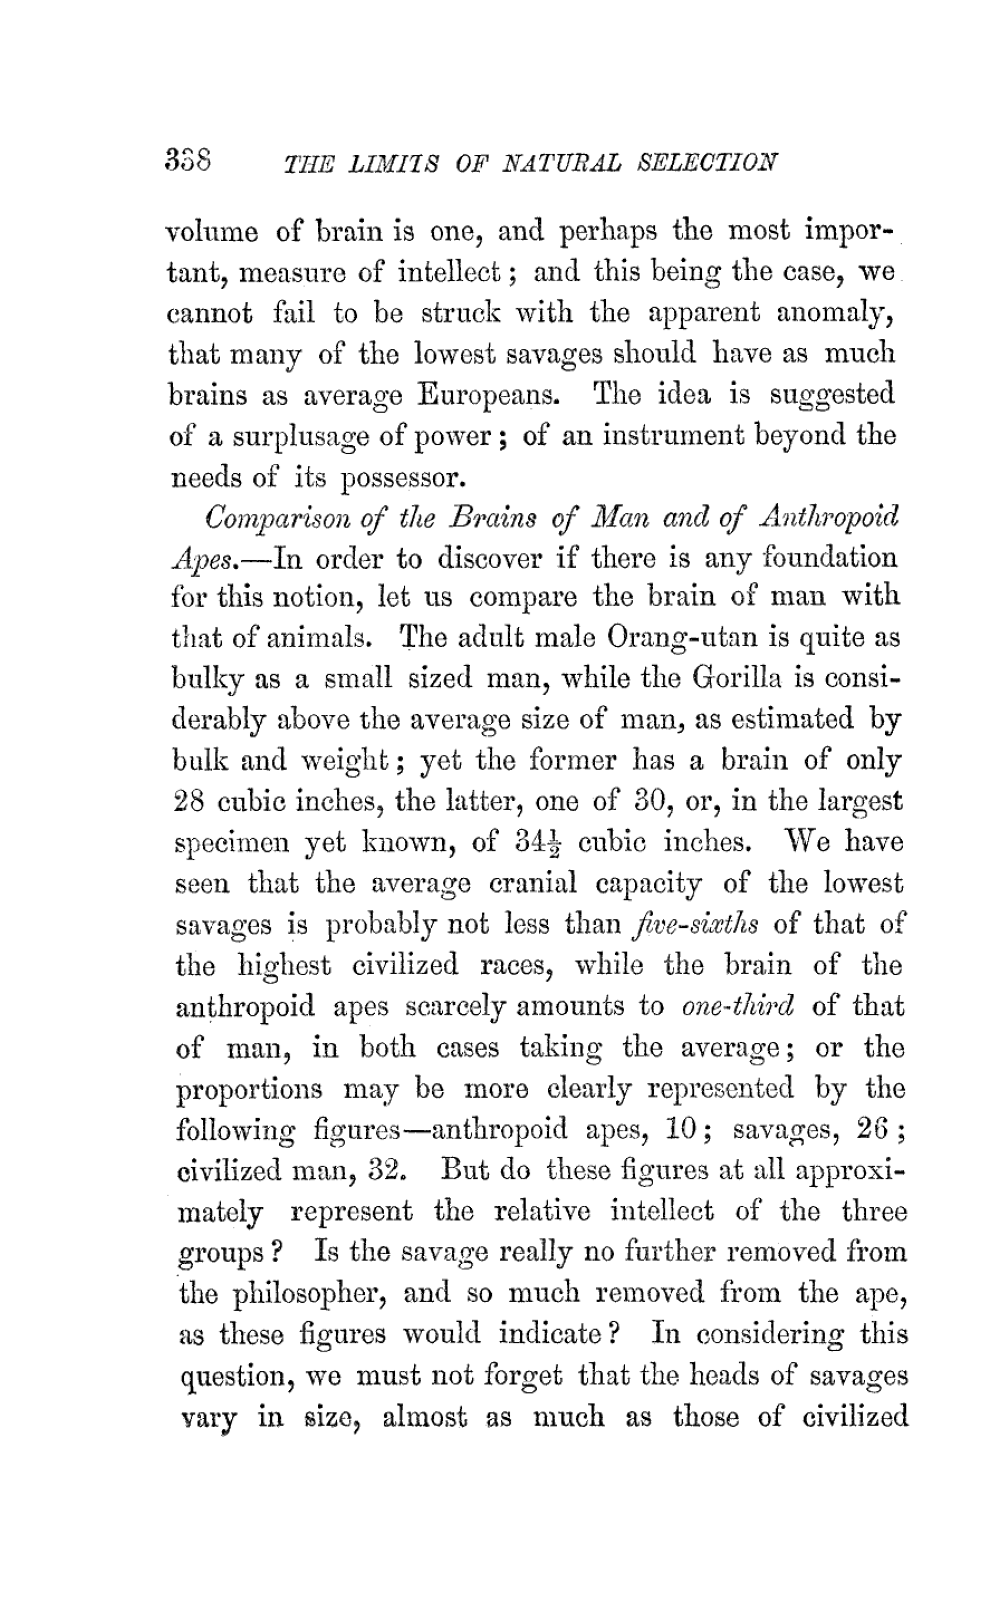 338 THE LIMITS OF NATURAL SELECTION
volume of brain is one, and perhaps the most impor-
tant, measure of intellect; and this being the case, we
cannot fail to be struck with the apparent anomaly,
that many of the lowest savages should have as much
brains as average Europeans. The idea is suggested
of a surplusage of power; of an instrument beyond the
needs of its possessor.
Comparison of the Brains of Man and of Anthropoid
Apes.—In order to discover if there is any foundation
for this notion, let us compare the brain of man with
that of animals. The adult male Orang-utan is quite as
bulky as a small sized man, while the Gorilla is consi-
derably above the average size of man, as estimated by
bulk and weight; yet the former has a brain of only
28 cubic inches, the latter, one of 30, or, in the largest
specimen yet known, of 34½ cubic inches. We have
seen that the average cranial capacity of the lowest
savages is probably not less than five-sixths of that of
the highest civilized races, while the brain of the
anthropoid apes scarcely amounts to one-third of that
of man, in both cases taking the average; or the
proportions may be more clearly represented by the
following figures—anthropoid apes, 10; savages, 26;
civilized man, 32. But do these figures at all approxi-
mately represent the relative intellect of the three
groups? Is the savage really no further removed from
the philosopher, and so much removed from the ape,
as these figures would indicate? In considering this
question, we must not forget that the heads of savages
vary in size, almost as much as those of civilized